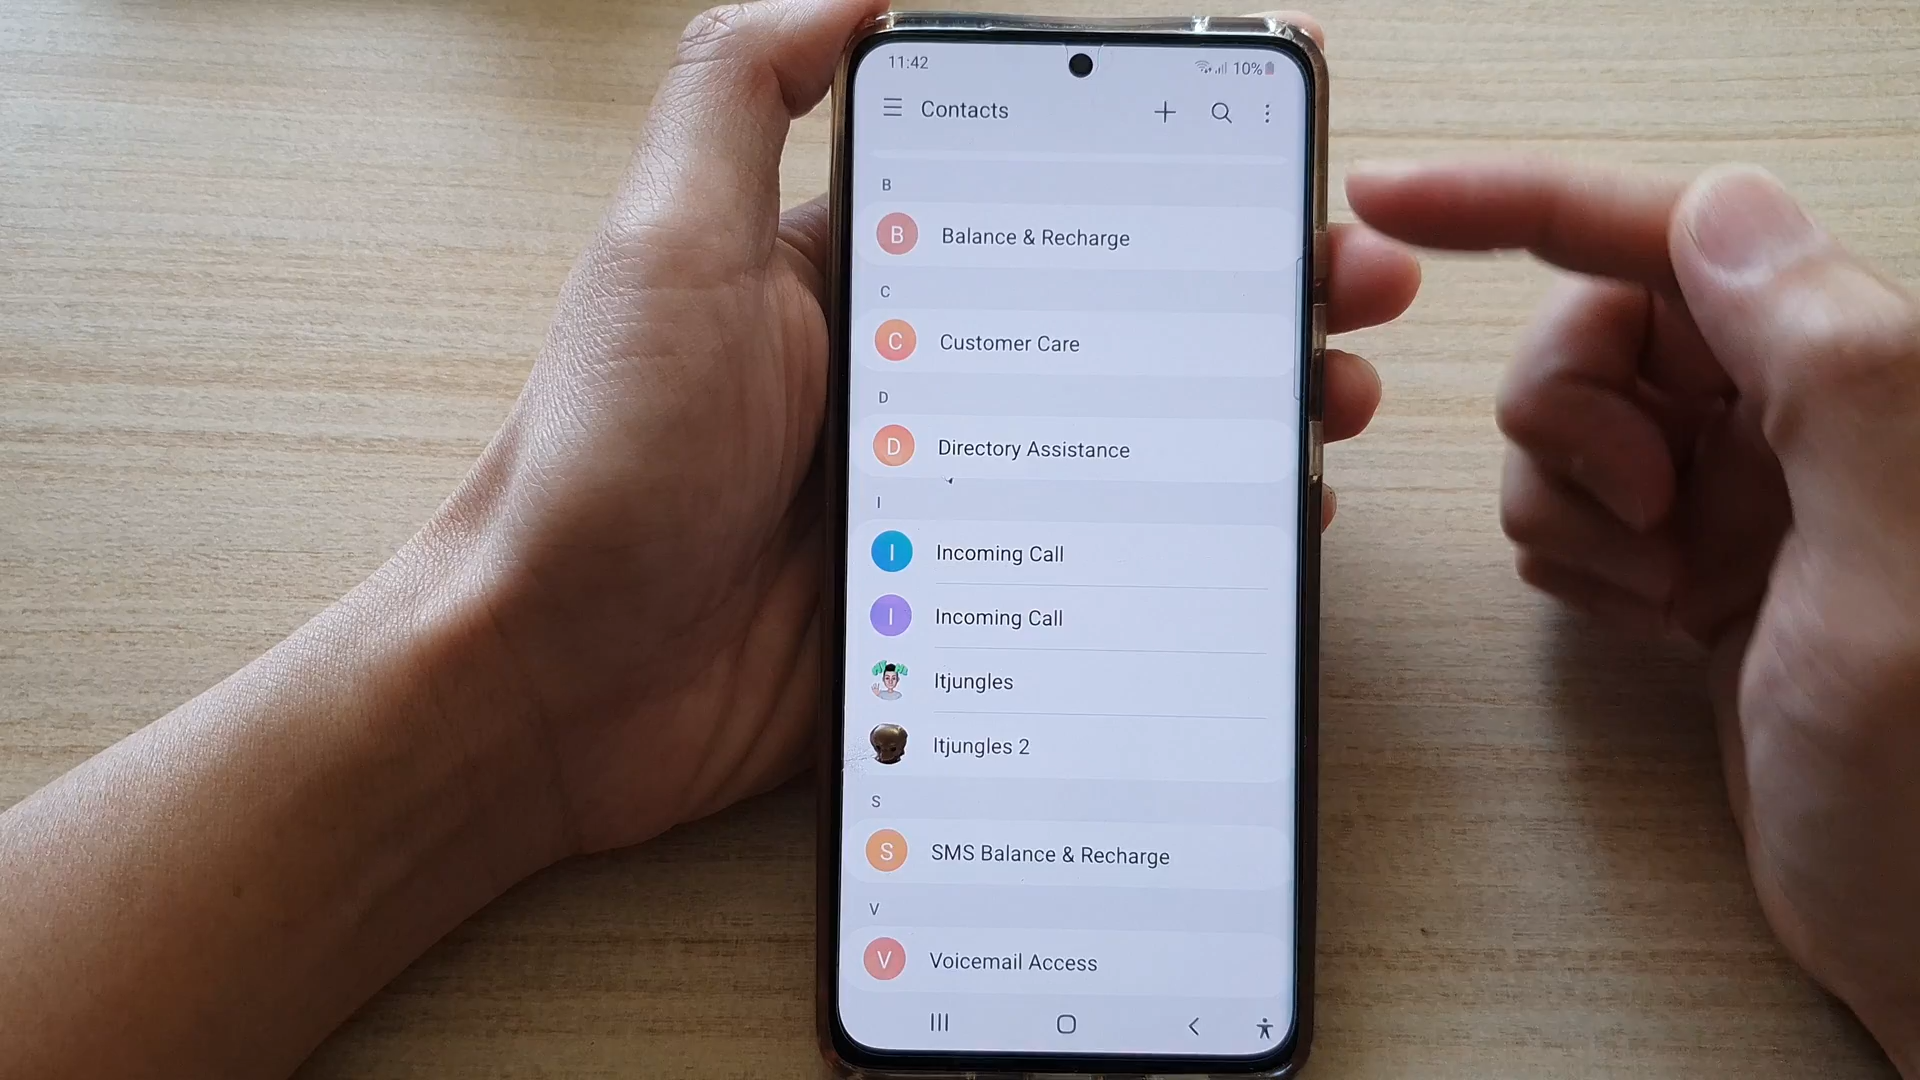 11:42
10%
Contacts
B
B Balance & Recharge
C
C Customer Care
D
D Directory Assistance
I
I Incoming Call
I Incoming Call
Itjungles
Itjungles 2
S
S SMS Balance & Recharge
V
V Voicemail Access